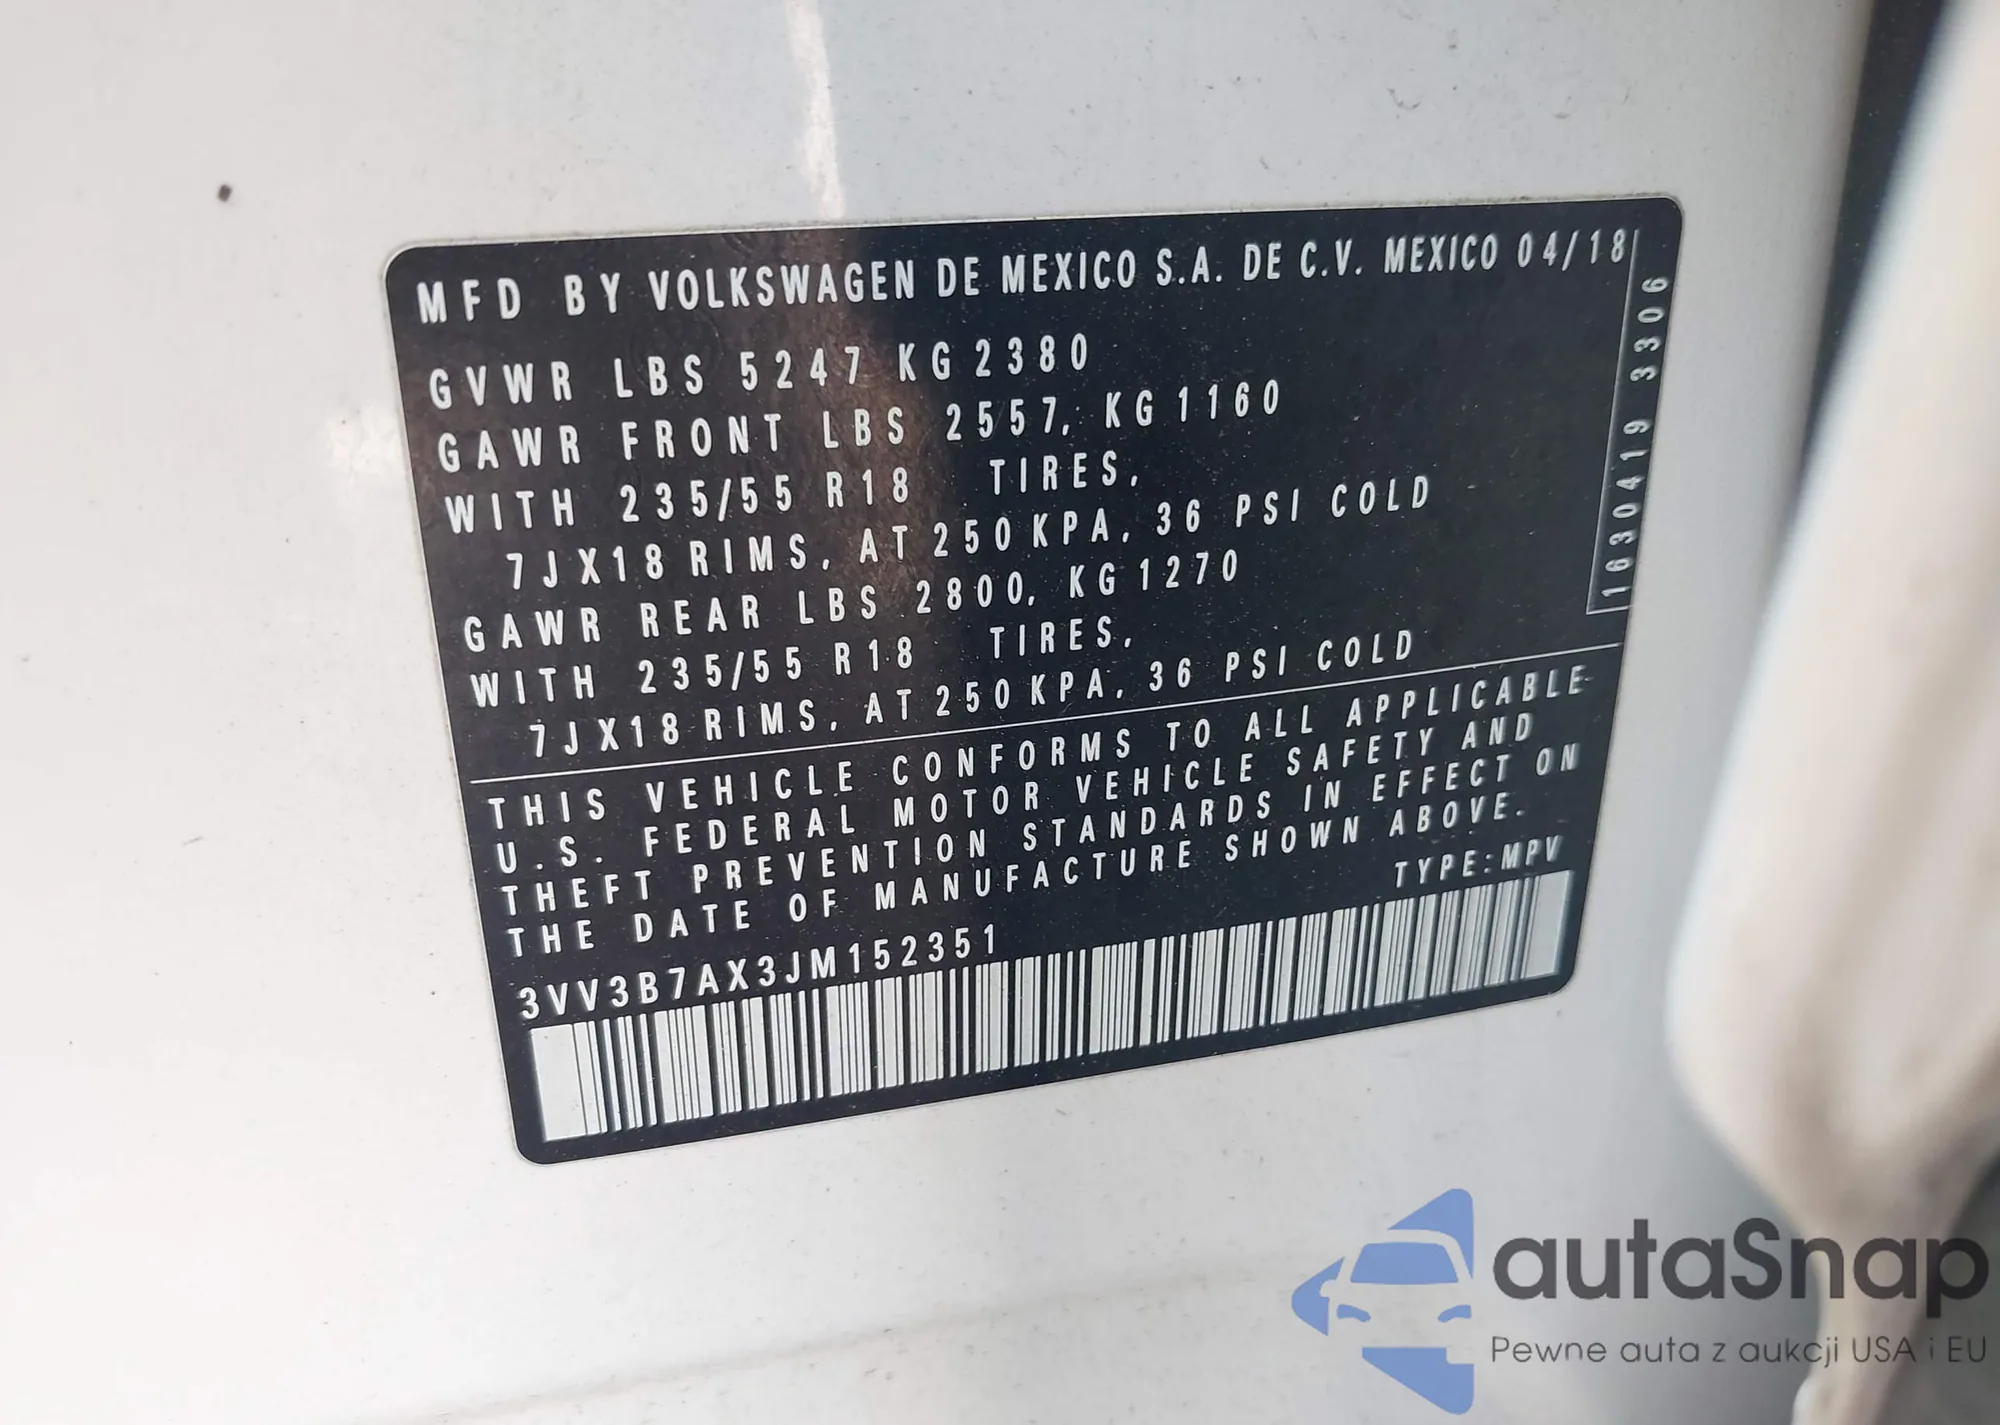 MFD BY VOLKSWAGEN DE MEXICO S.A. DE C.V. MEXICO 04/18
GVWR LBS 5247 KG 2380
GAWR FRONT LBS 2557, KG 1160
WITH 235/55 R18 TIRES,
7JX18 RIMS, AT 250 KPA, 36 PSI COLD
GAWR REAR LBS 2800, KG 1270
WITH 235/55 R18 TIRES,
7JX18 RIMS, AT 250 KPA, 36 PSI COLD
1630419 3306
THIS VEHICLE CONFORMS TO ALL APPLICABLE
U.S. FEDERAL MOTOR VEHICLE SAFETY AND
THEFT PREVENTION STANDARDS IN EFFECT ON
THE DATE OF MANUFACTURE SHOWN ABOVE.
TYPE:MPV
3VV3B7AX3JM152351
autaSnap
Pewne auta z aukcji USA i EU